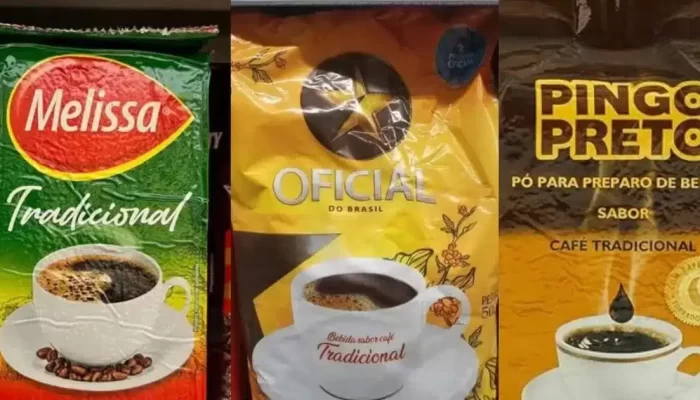 Melissa
Tradicional
OFICIAL
DO BRASIL
Bebida sabor café
Tradicional
PINGO
PRETO
PÓ PARA PREPARO DE BE
SABOR
CAFÉ TRADICIONAL